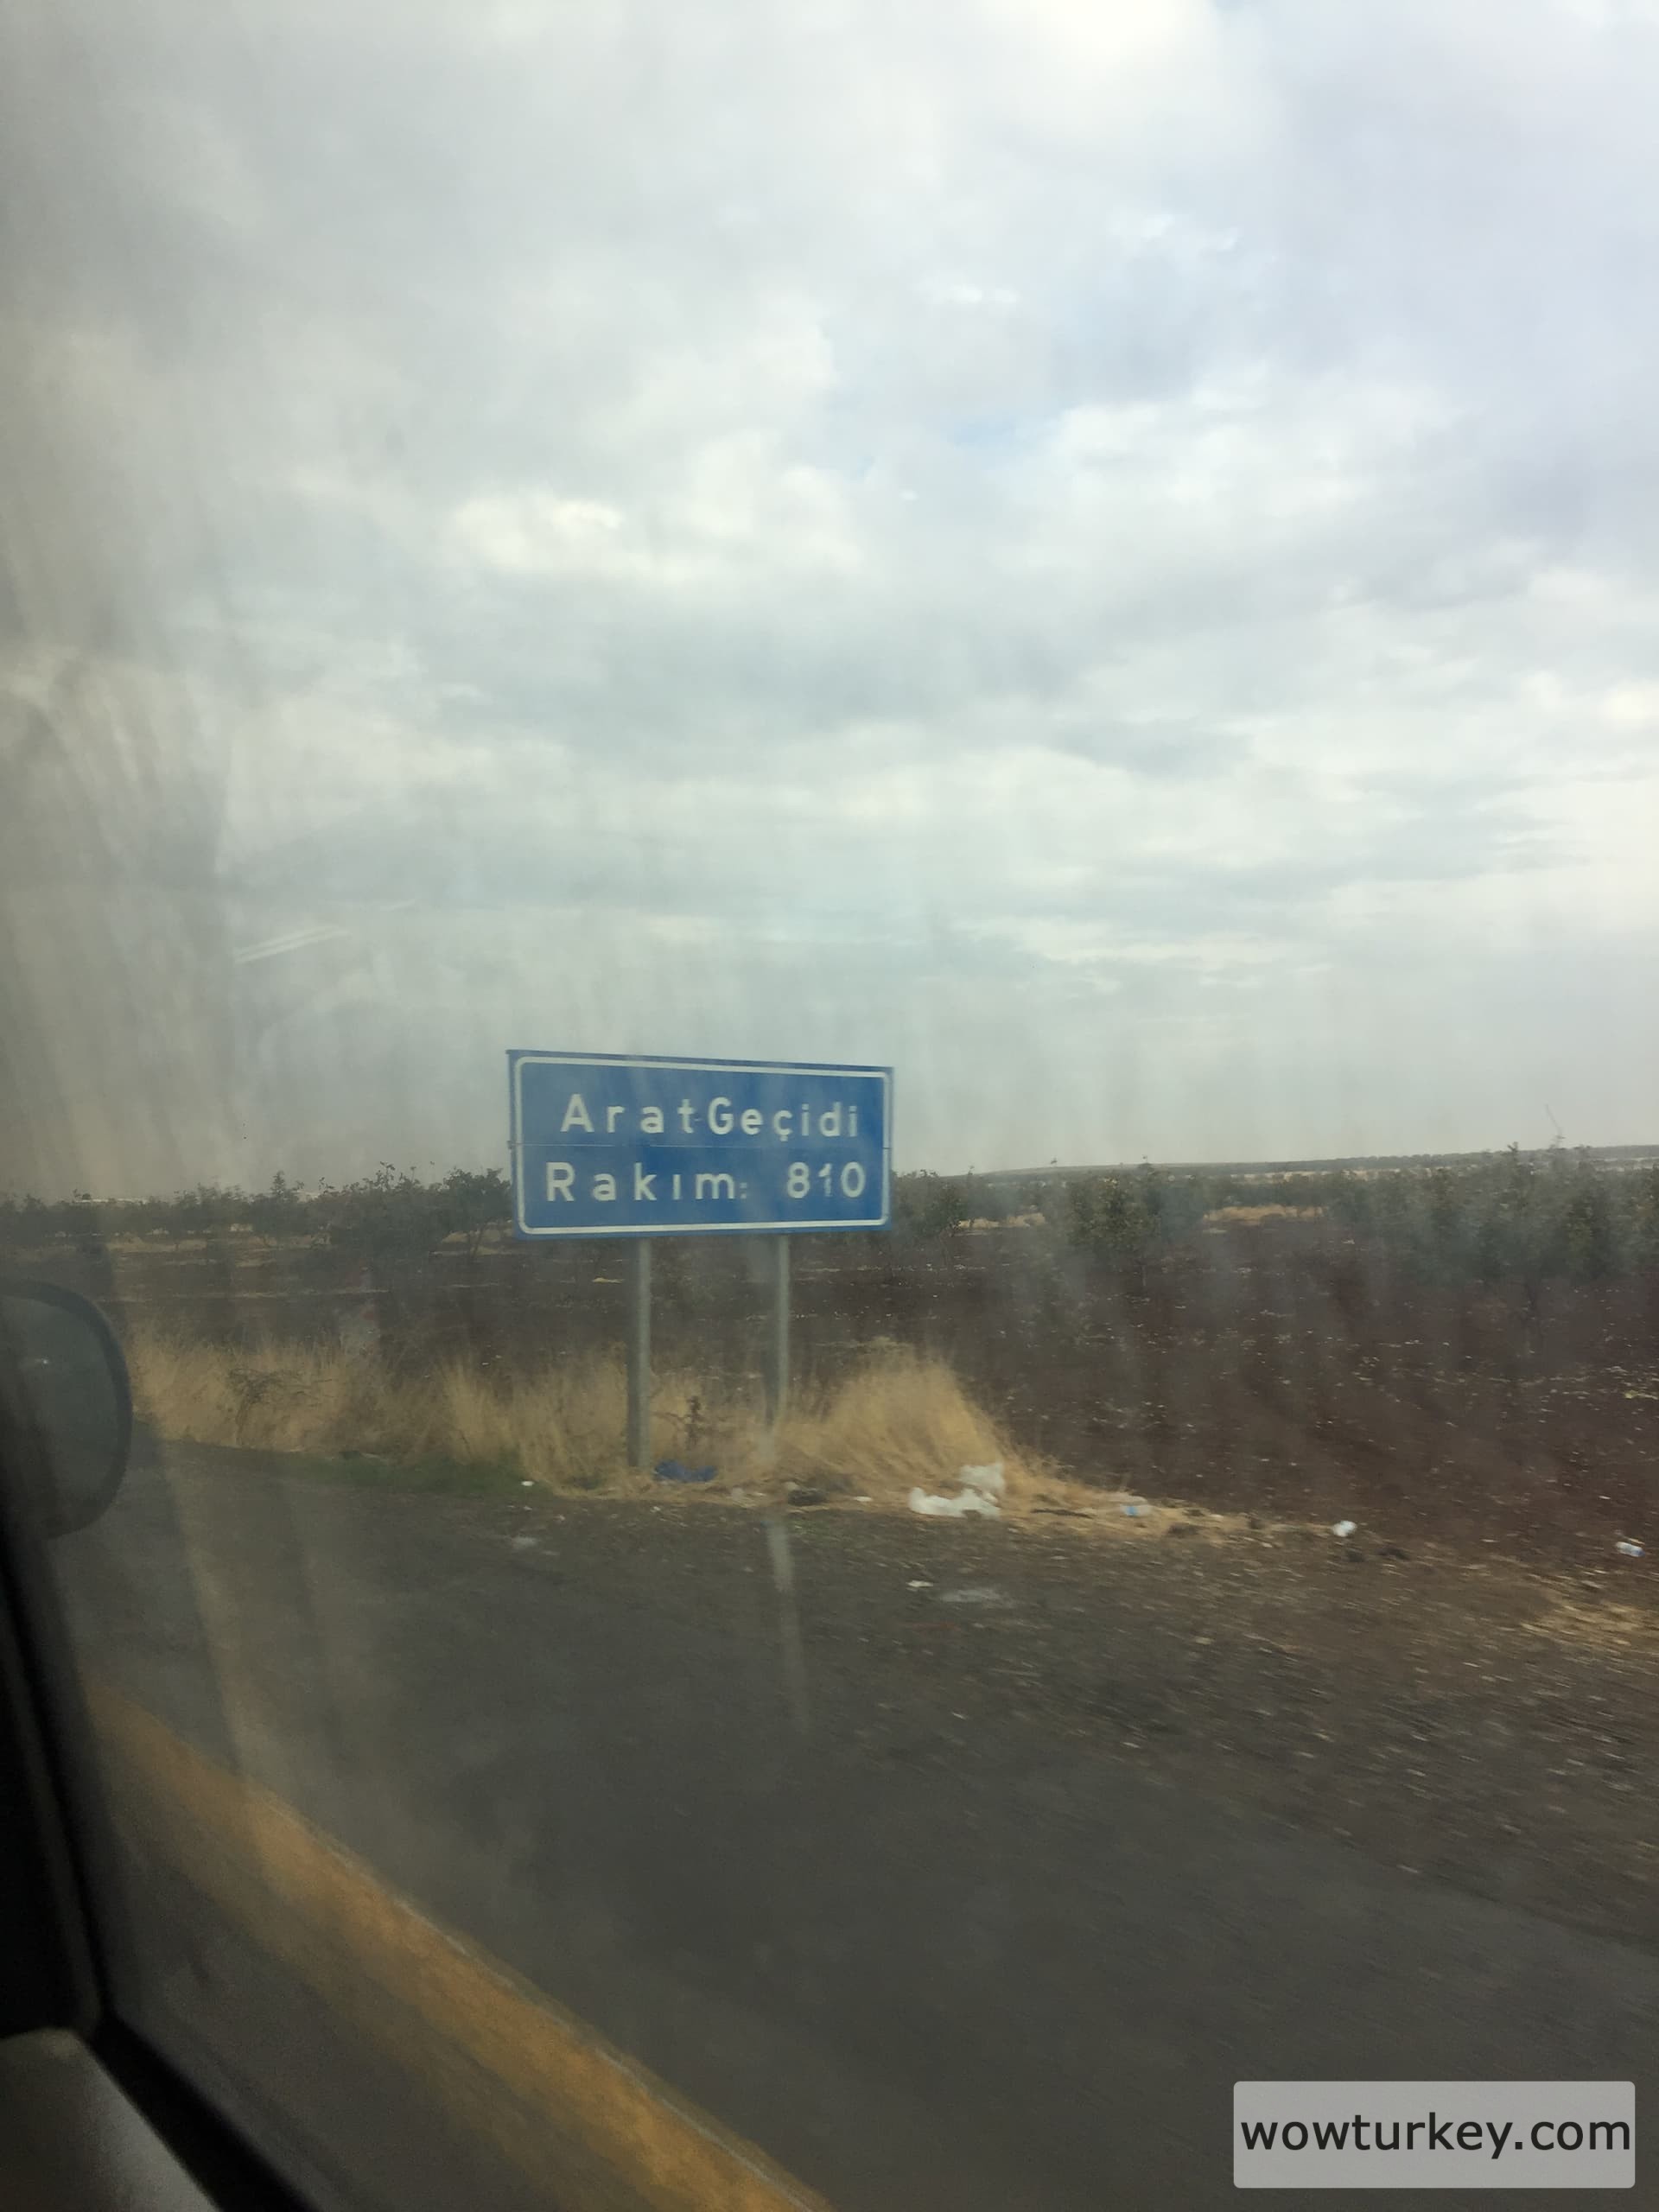 Arat Geçidi
Rakım: 810
wowturkey.com